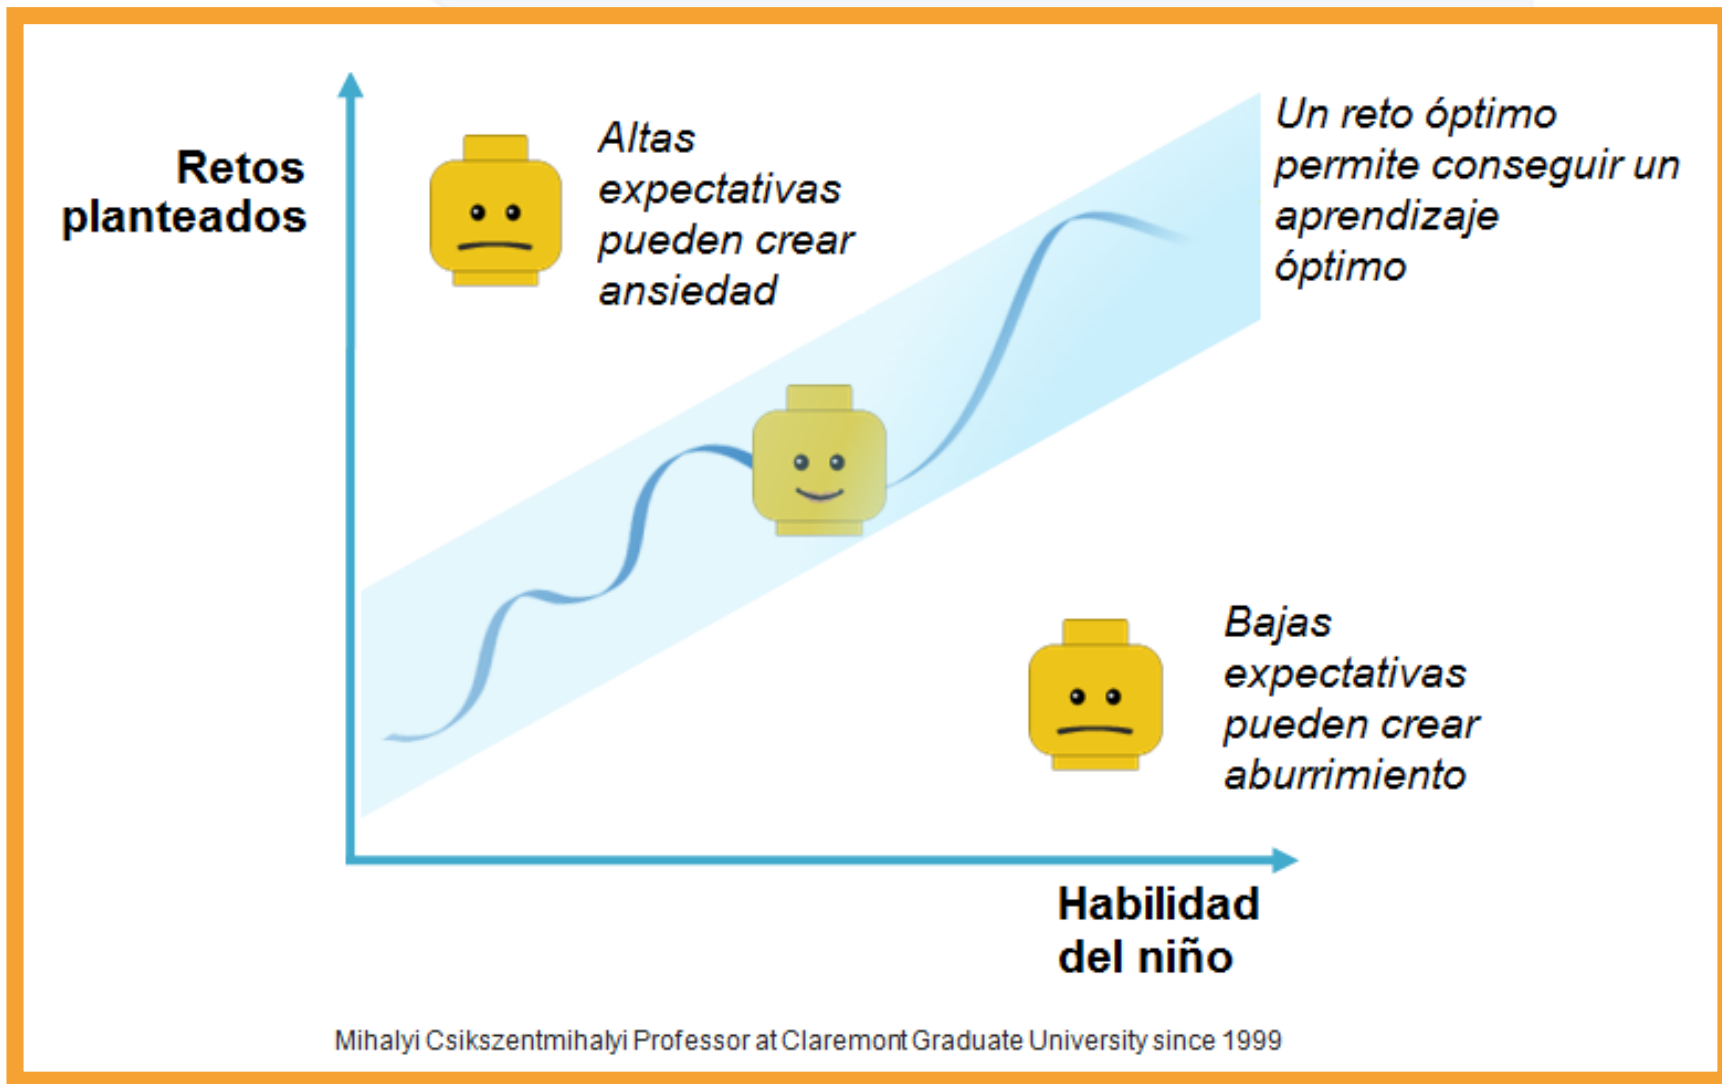 Retos
planteados
Altas
expectativas
pueden crear
ansiedad
Un reto óptimo
permite conseguir un
aprendizaje
óptimo
Bajas
expectativas
pueden crear
aburrimiento
Habilidad
del niño
Mihalyi Csikszentmihalyi Professor at Claremont Graduate University since 1999